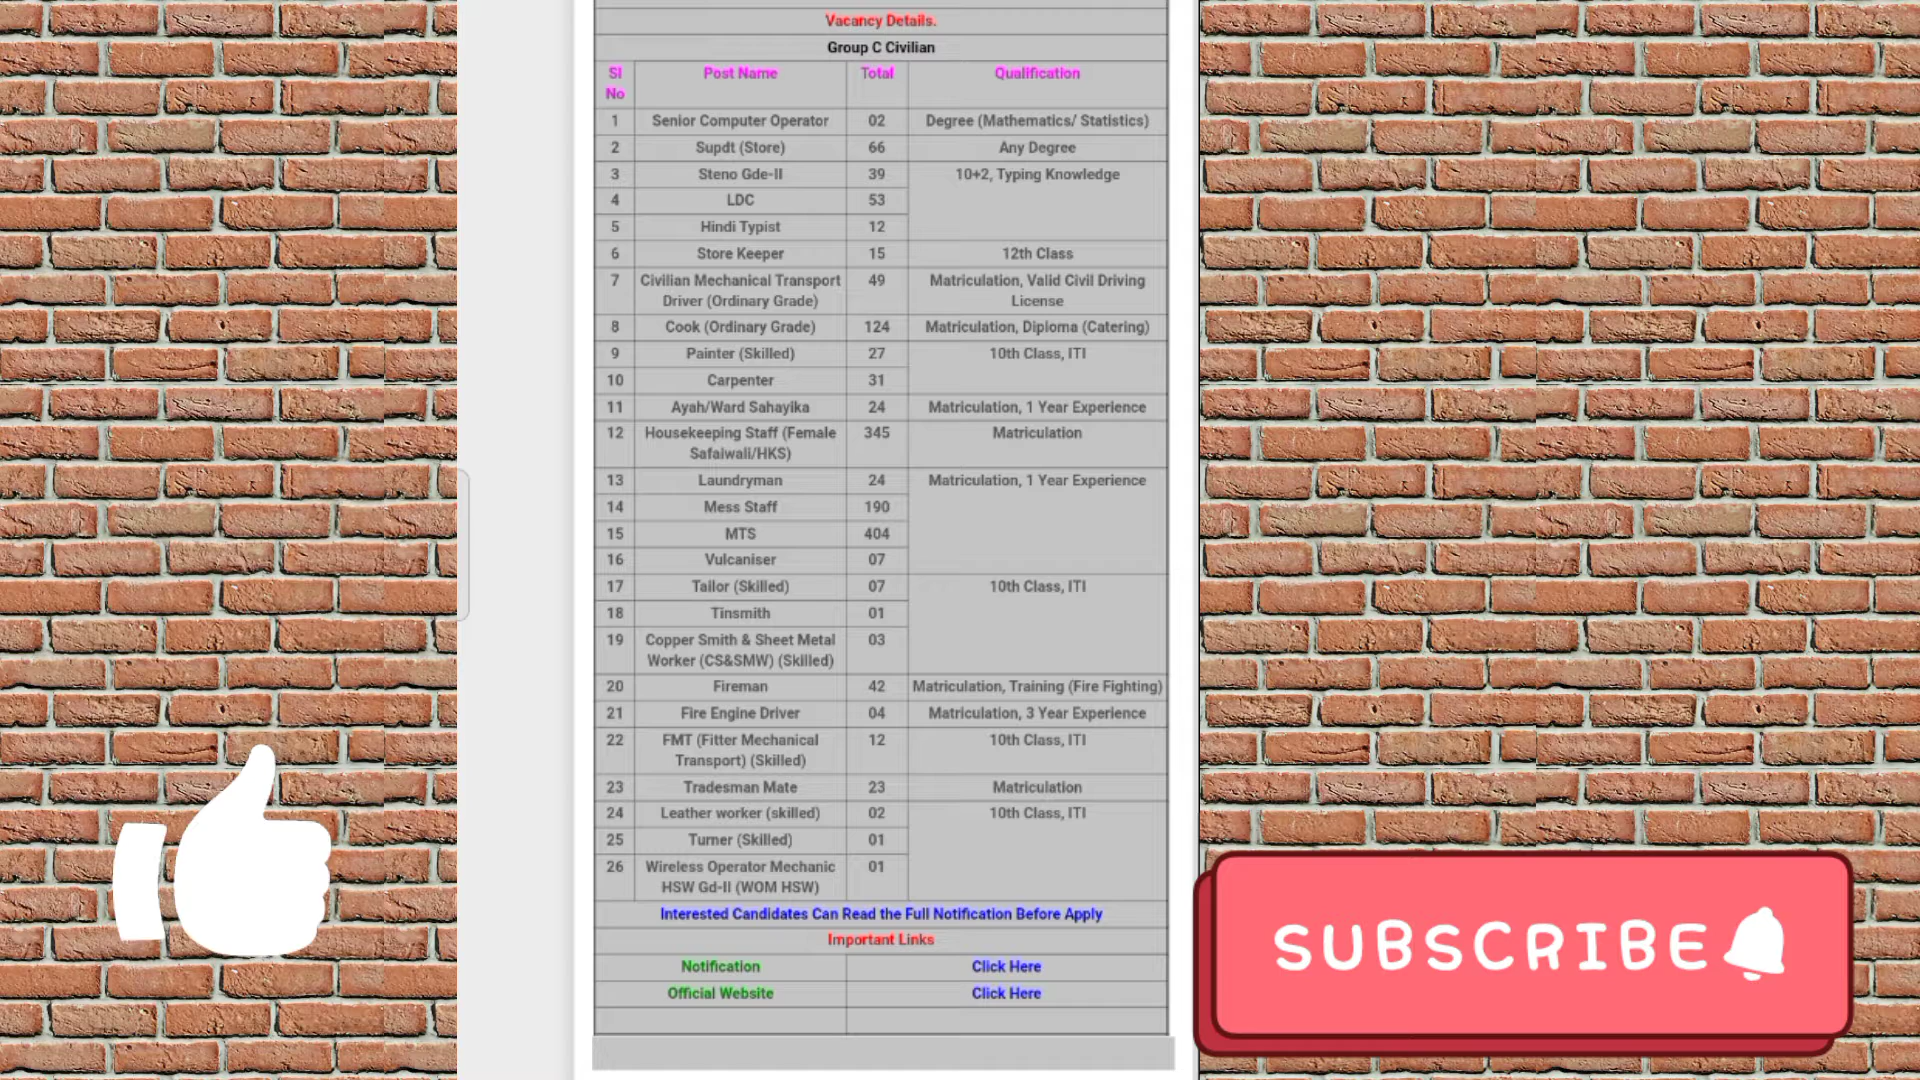 Vacancy Details.
Group C Civilian
Sl No Post Name Total Qualification
1 Senior Computer Operator 02 Degree (Mathematics/ Statistics)
2 Supdt (Store) 66 Any Degree
3 Steno Gde-II 39 10+2, Typing Knowledge
4 LDC 53
5 Hindi Typist 12
6 Store Keeper 15 12th Class
7 Civilian Mechanical Transport Driver (Ordinary Grade) 49 Matriculation, Valid Civil Driving License
8 Cook (Ordinary Grade) 124 Matriculation, Diploma (Catering)
9 Painter (Skilled) 27 10th Class, ITI
10 Carpenter 31
11 Ayah/Ward Sahayika 24 Matriculation, 1 Year Experience
12 Housekeeping Staff (Female Safaiwali/HKS) 345 Matriculation
13 Laundryman 24 Matriculation, 1 Year Experience
14 Mess Staff 190
15 MTS 404
16 Vulcaniser 07
17 Tailor (Skilled) 07 10th Class, ITI
18 Tinsmith 01
19 Copper Smith & Sheet Metal Worker (CS&SMW) (Skilled) 03
20 Fireman 42 Matriculation, Training (Fire Fighting)
21 Fire Engine Driver 04 Matriculation, 3 Year Experience
22 FMT (Fitter Mechanical Transport) (Skilled) 12 10th Class, ITI
23 Tradesman Mate 23 Matriculation
24 Leather worker (skilled) 02 10th Class, ITI
25 Turner (Skilled) 01
26 Wireless Operator Mechanic HSW Gd-II (WOM HSW) 01
Interested Candidates Can Read the Full Notification Before Apply
Important Links
Notification Click Here
Official Website Click Here
SUBSCRIBE